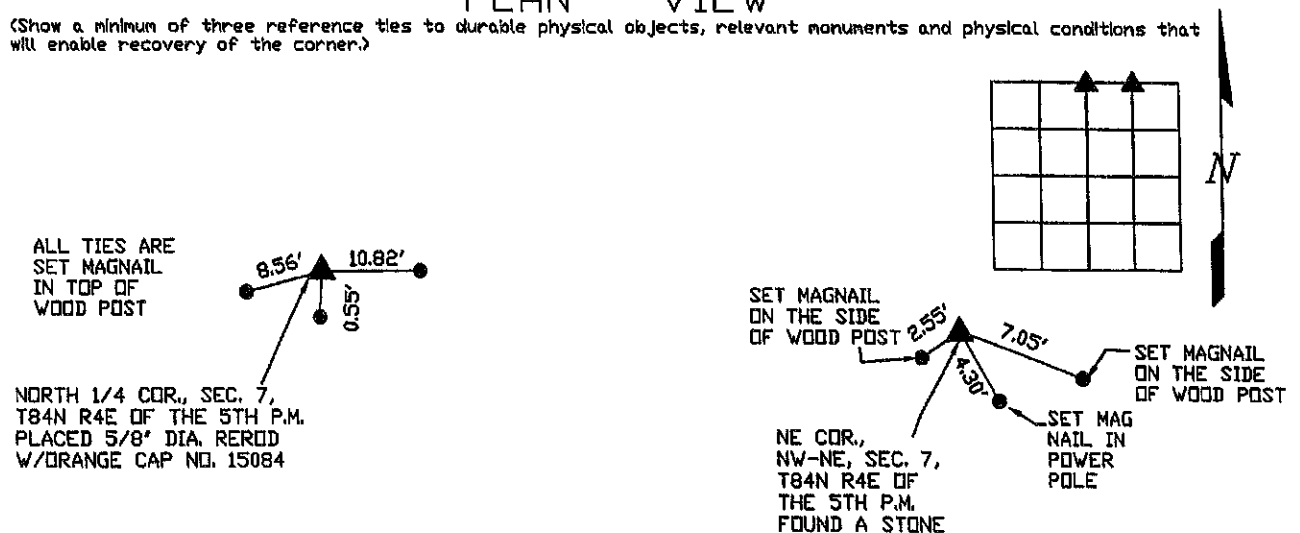 PLAN VIEW
(Show a minimum of three reference ties to durable physical objects, relevant monuments and physical conditions that
will enable recovery of the corner.)
N
ALL TIES ARE
SET MAGNAIL
IN TOP OF
WOOD POST
8.56'
10.82'
0.55'
NORTH 1/4 COR., SEC. 7,
T84N R4E OF THE 5TH P.M.
PLACED 5/8" DIA. REROD
W/ORANGE CAP NO. 15084
SET MAGNAIL
ON THE SIDE
OF WOOD POST
2.55'
7.05'
4.30'
SET MAGNAIL
ON THE SIDE
OF WOOD POST
SET MAG
NAIL IN
POWER
POLE
NE COR.,
NW-NE, SEC. 7,
T84N R4E OF
THE 5TH P.M.
FOUND A STONE